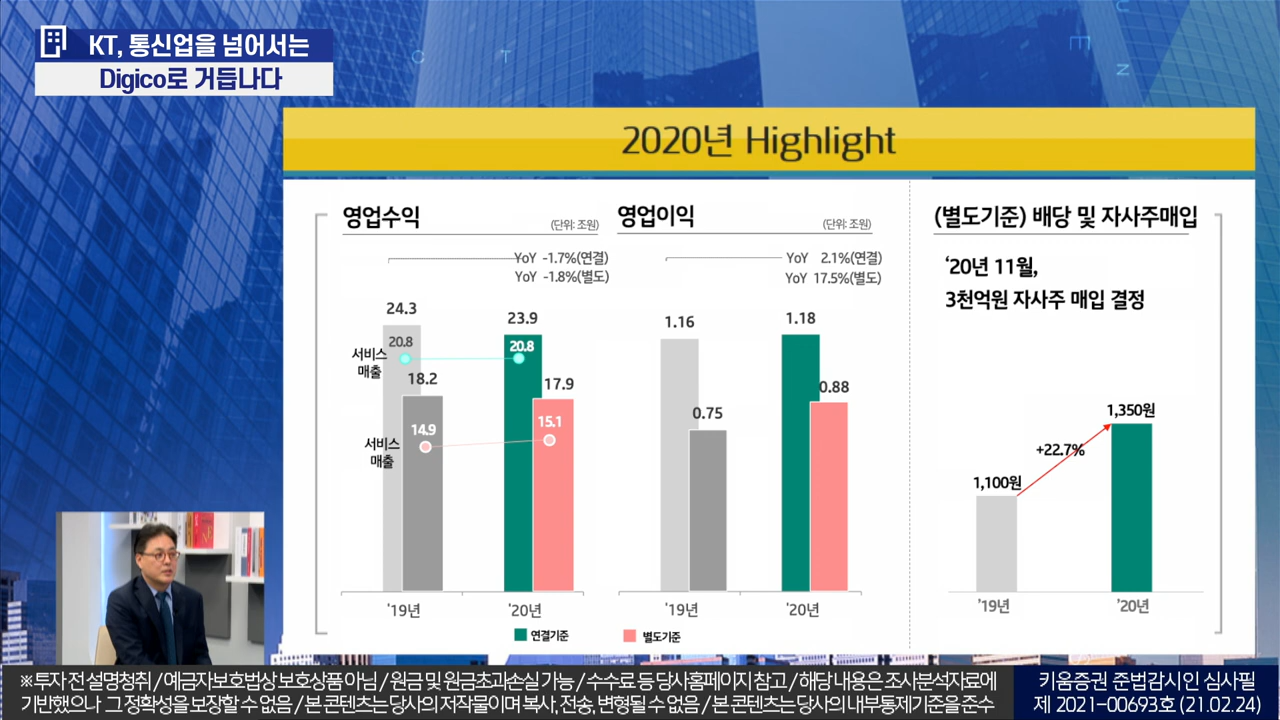 KT, 통신업을 넘어서는
Digico로 거듭나다
C T
U
E
N
2020년 Highlight
영업수익
(단위: 조원)
YoY -1.7%(연결)
YoY -1.8%(별도)
24.3
23.9
20.8
20.8
서비스
매출
18.2
17.9
14.9
15.1
서비스
매출
‘19년
‘20년
영업이익
(단위: 조원)
YoY 2.1%(연결)
YoY 17.5%(별도)
1.16
1.18
0.75
0.88
‘19년
‘20년
연결기준
별도기준
(별도기준) 배당 및 자사주매입
‘20년 11월,
3천억원 자사주 매입 결정
1,350원
+22.7%
1,100원
’19년
’20년
※ 투자 전 설명청취 / 예금자보호법상 보호상품 아님 / 원금 및 원금초과손실 가능 / 수수료 등 당사홈페이지 참고 / 해당 내용은 조사분석자료에
기반했으나 그 정확성을 보장할 수 없음 / 본 콘텐츠는 당사의 저작물이며 복사, 전송, 변형될 수 없음 / 본 콘텐츠는 당사의 내부통제기준을 준수
키움증권 준법감시인 심사필
제 2021-00693호 (21.02.24)